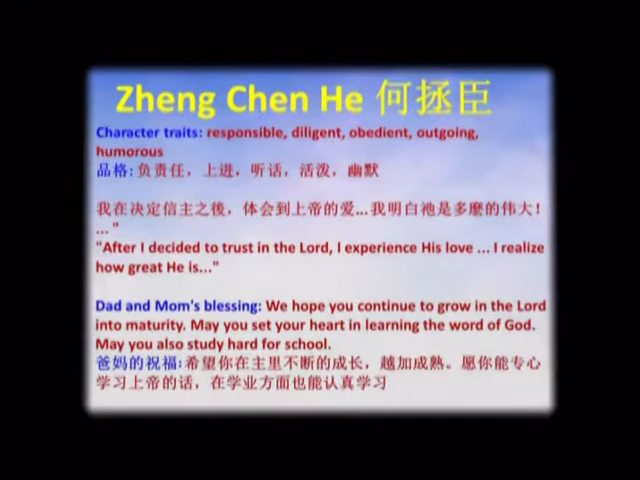 Zheng Chen He 何拯臣
Character traits: responsible, diligent, obedient, outgoing,
humorous
品格: 负责任，上进，听话，活泼，幽默
我在决定信主之後，体会到上帝的爱...我明白祂是多麽的伟大！
..."
"After I decided to trust in the Lord, I experience His love ... I realize
how great He is..."
Dad and Mom's blessing: We hope you continue to grow in the Lord
into maturity. May you set your heart in learning the word of God.
May you also study hard for school.
爸妈的祝福:希望你在主里不断的成长，越加成熟。愿你能专心
学习上帝的话，在学业方面也能认真学习